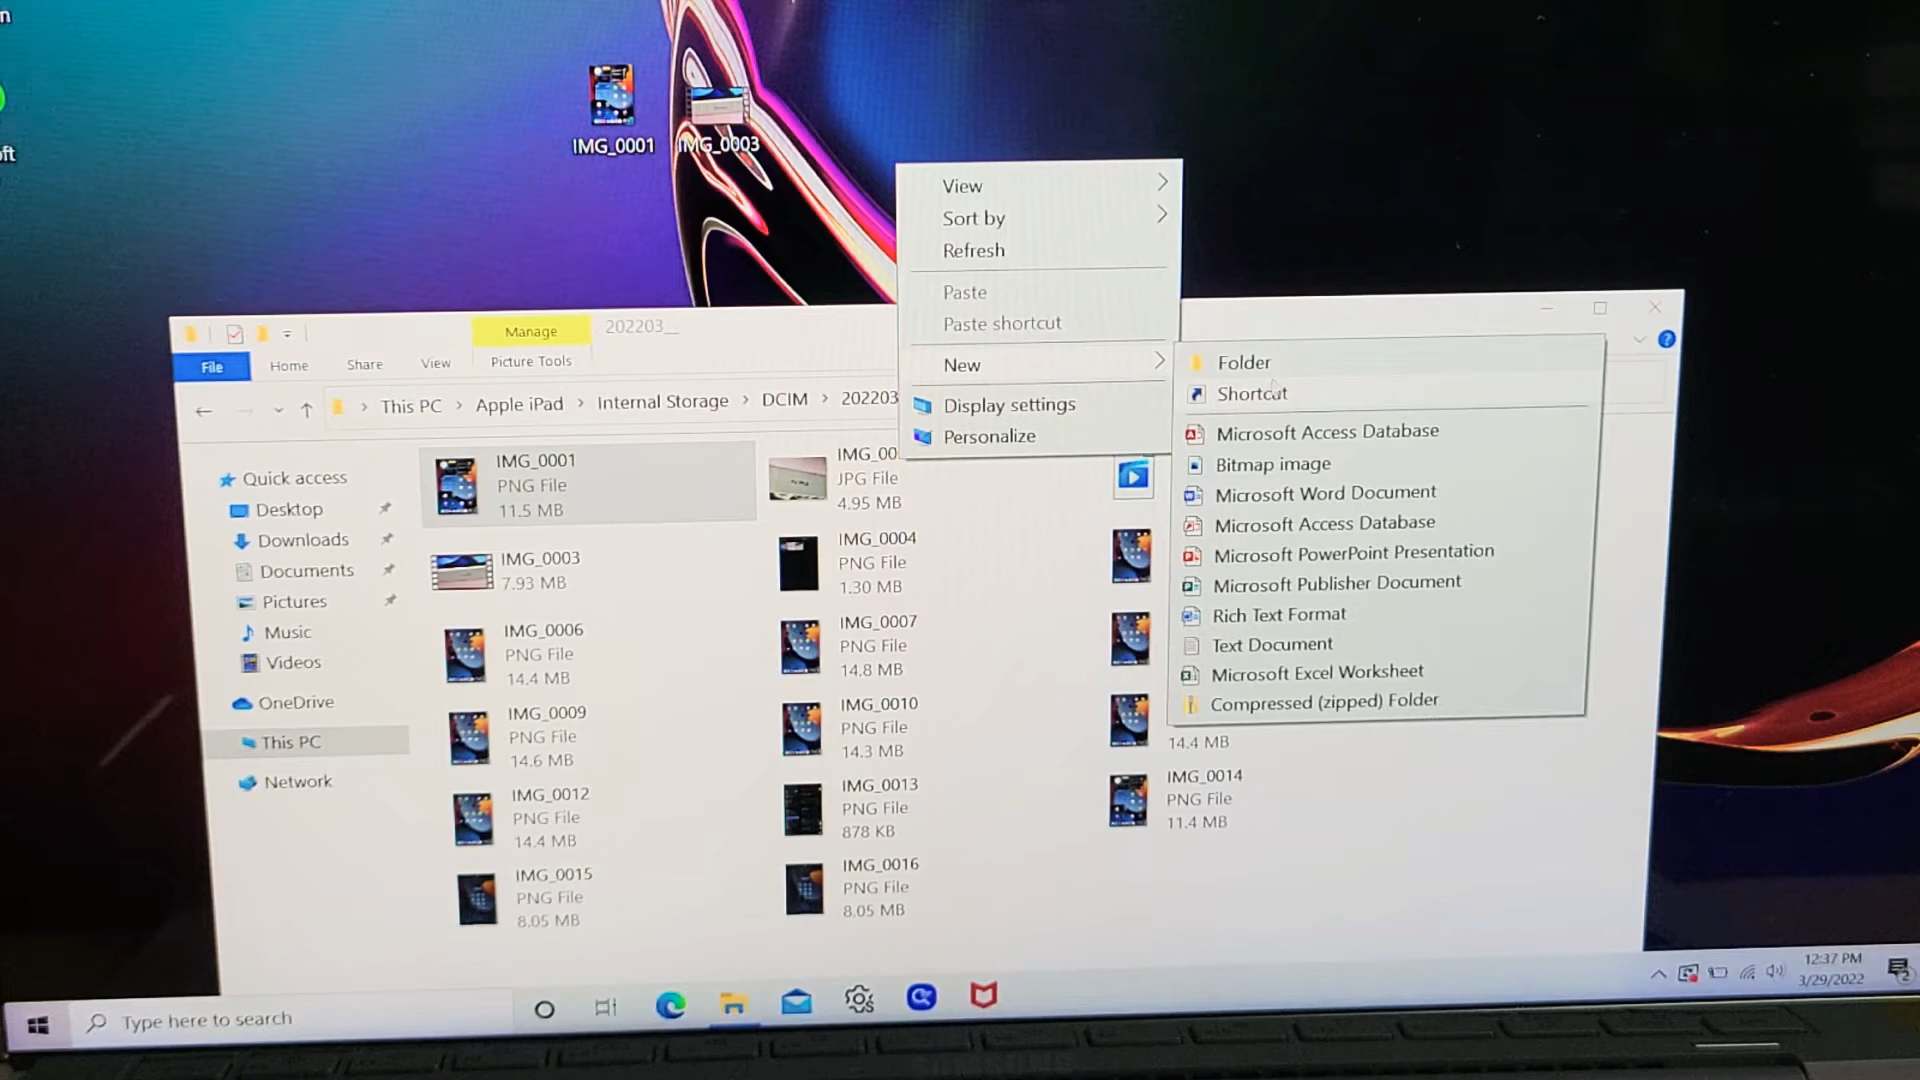 n
oft
IMG_0001
IMG_0003
View
Sort by
Refresh
Paste
Paste shortcut
New
Display settings
Personalize
Folder
Shortcut
Microsoft Access Database
Bitmap image
Microsoft Word Document
Microsoft Access Database
Microsoft PowerPoint Presentation
Microsoft Publisher Document
Rich Text Format
Text Document
Microsoft Excel Worksheet
Compressed (zipped) Folder
Manage
202203__
File
Home
Share
View
Picture Tools
This PC
Apple iPad
Internal Storage
DCIM
202203
Quick access
Desktop
Downloads
Documents
Pictures
Music
Videos
OneDrive
This PC
Network
IMG_0001
PNG File
11.5 MB
IMG_00
JPG File
4.95 MB
IMG_0003
7.93 MB
IMG_0004
PNG File
1.30 MB
IMG_0006
PNG File
14.4 MB
IMG_0007
PNG File
14.8 MB
IMG_0009
PNG File
14.6 MB
IMG_0010
PNG File
14.3 MB
14.4 MB
IMG_0012
PNG File
14.4 MB
IMG_0013
PNG File
878 KB
IMG_0014
PNG File
11.4 MB
IMG_0015
PNG File
8.05 MB
IMG_0016
PNG File
8.05 MB
Type here to search
12:37 PM
3/29/2022
2